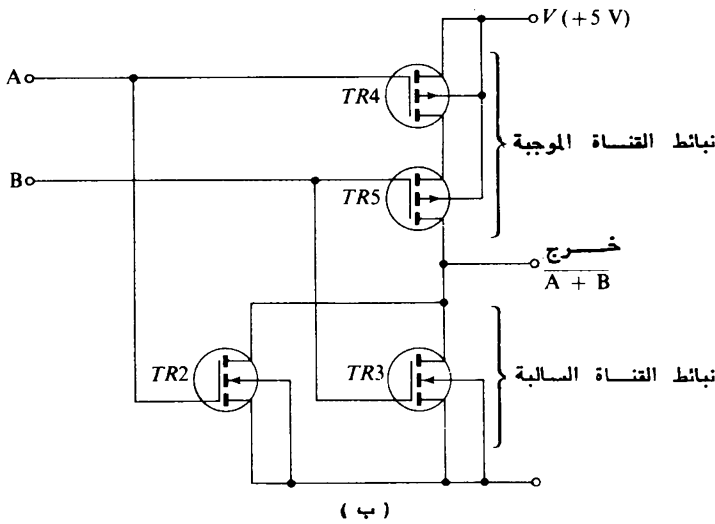 V (+5 V)
A
TR4
نبائط القناة الموجبة
B
TR5
خرج
A + B
TR2
TR3
نبائط القناة السالبة
(ب)